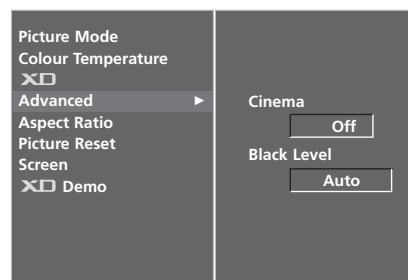 Picture Mode
Colour Temperature
XD
Advanced ►
Aspect Ratio
Picture Reset
Screen
XD Demo
Cinema
Off
Black Level
Auto